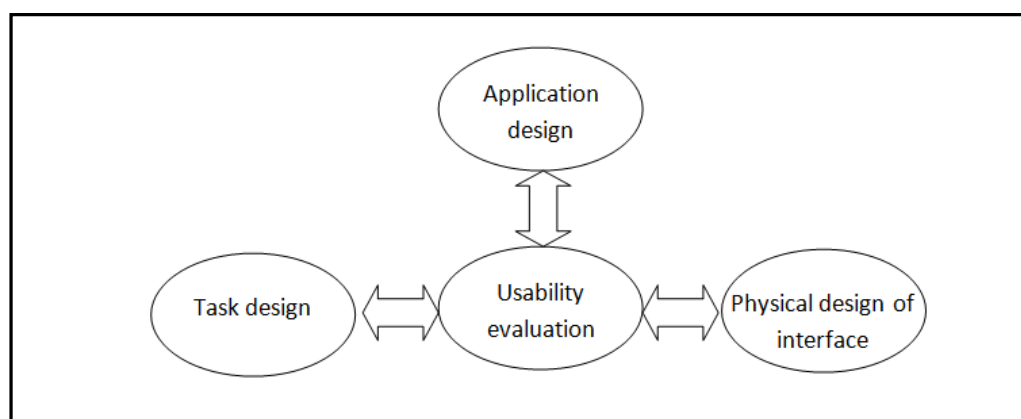 Application
design
Task design
Usability
evaluation
Physical design of
interface